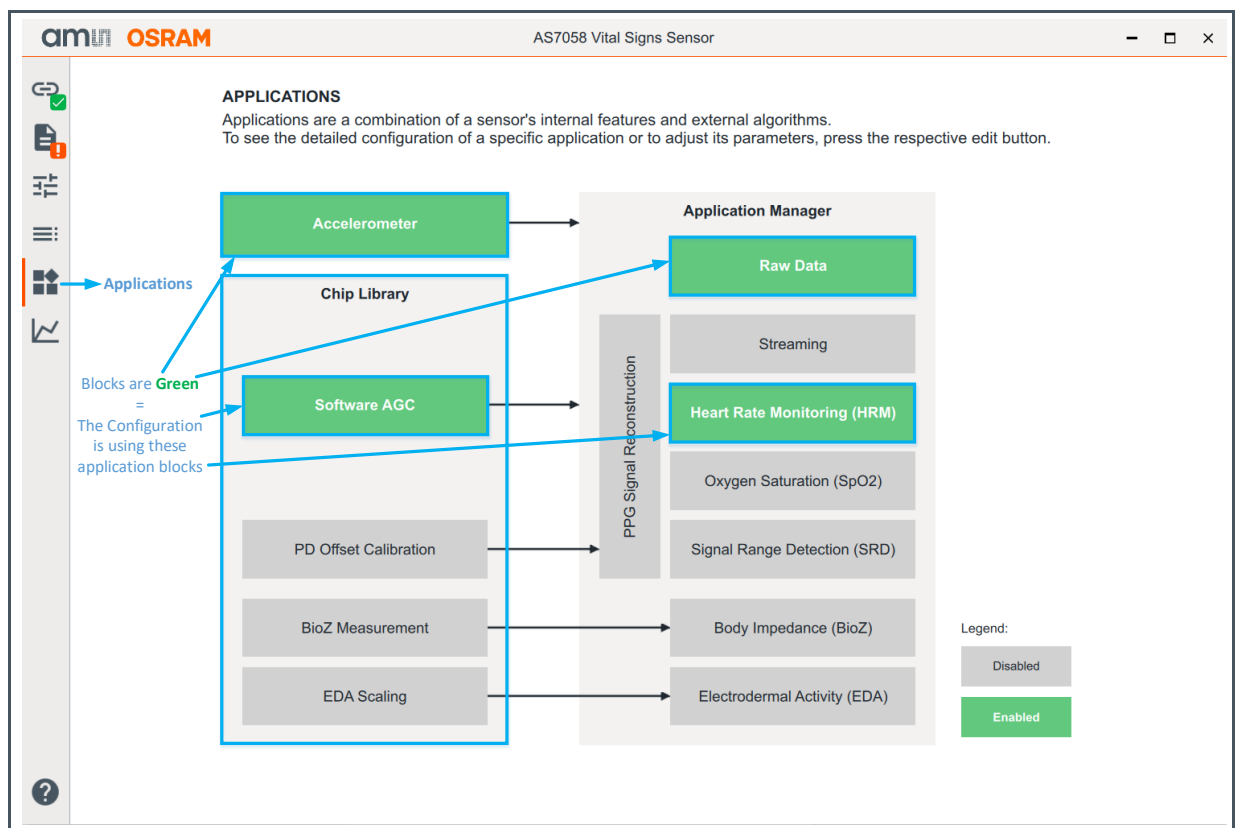 amu OSRAM
AS7058 Vital Signs Sensor
APPLICATIONS
Applications are a combination of a sensor's internal features and external algorithms.
To see the detailed configuration of a specific application or to adjust its parameters, press the respective edit button.
Accelerometer
Application Manager
Raw Data
Applications
Chip Library
Streaming
PPG Signal Reconstruction
Blocks are Green
=
The Configuration
is using these
application blocks
Software AGC
Heart Rate Monitoring (HRM)
Oxygen Saturation (SpO2)
PD Offset Calibration
Signal Range Detection (SRD)
BioZ Measurement
Body Impedance (BioZ)
EDA Scaling
Electrodermal Activity (EDA)
Legend:
Disabled
Enabled